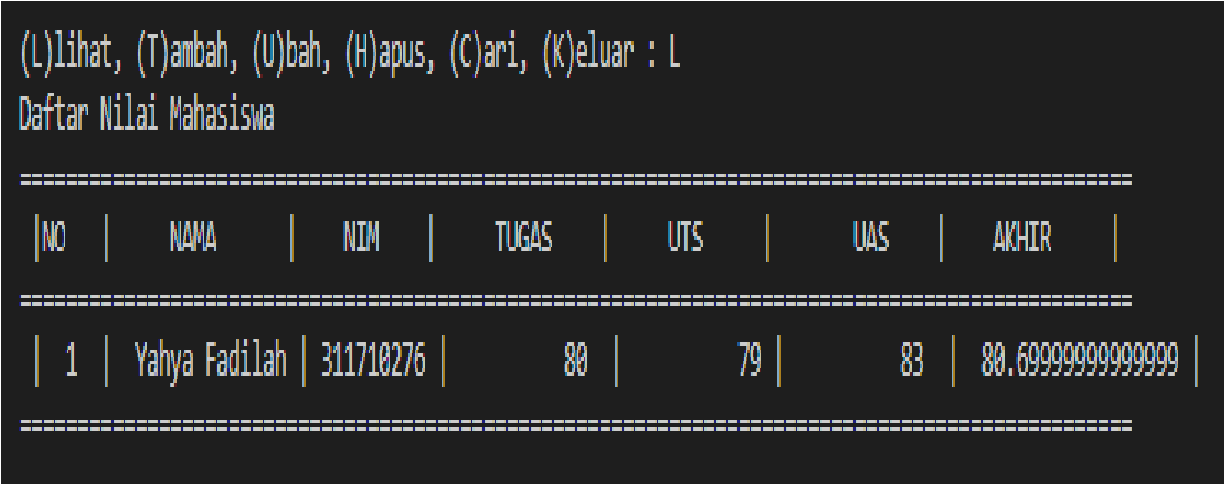 (L)lihat, (T)ambah, (U)bah, (H)apus, (C)ari, (K)eluar : L
Daftar Nilai Mahasiswa
==================================================================================================
|NO | NAMA | NIM | TUGAS | UTS | UAS | AKHIR |
==================================================================================================
| 1 | Yahya Fadilah | 311710276 | 80 | 79 | 83 | 80.69999999999999 |
==================================================================================================